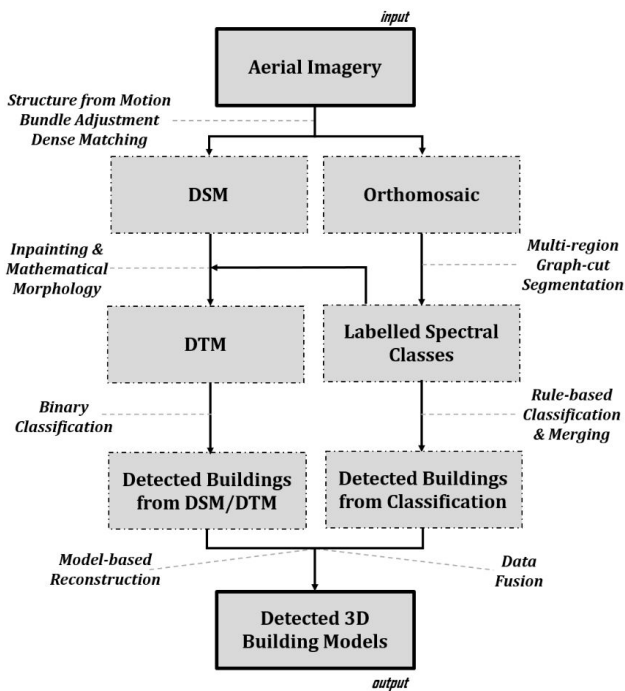 input
Aerial Imagery
Structure from Motion
Bundle Adjustment
Dense Matching
DSM
Orthomosaic
Inpainting &
Mathematical
Morphology
Multi-region
Graph-cut
Segmentation
DTM
Labelled Spectral
Classes
Binary
Classification
Rule-based
Classification
& Merging
Detected Buildings
from DSM/DTM
Detected Buildings
from Classification
Model-based
Reconstruction
Data
Fusion
Detected 3D
Building Models
output